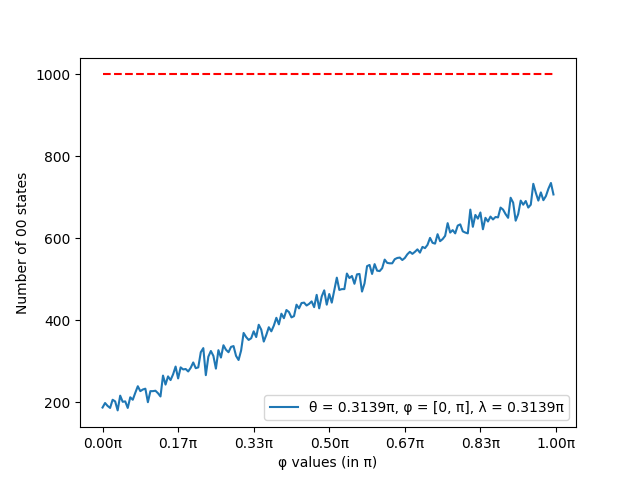 1000
800
600
400
200
Number of 00 states
θ = 0.3139π, φ = [0, π], λ = 0.3139π
0.00π 0.17π 0.33π 0.50π 0.67π 0.83π 1.00π
φ values (in π)